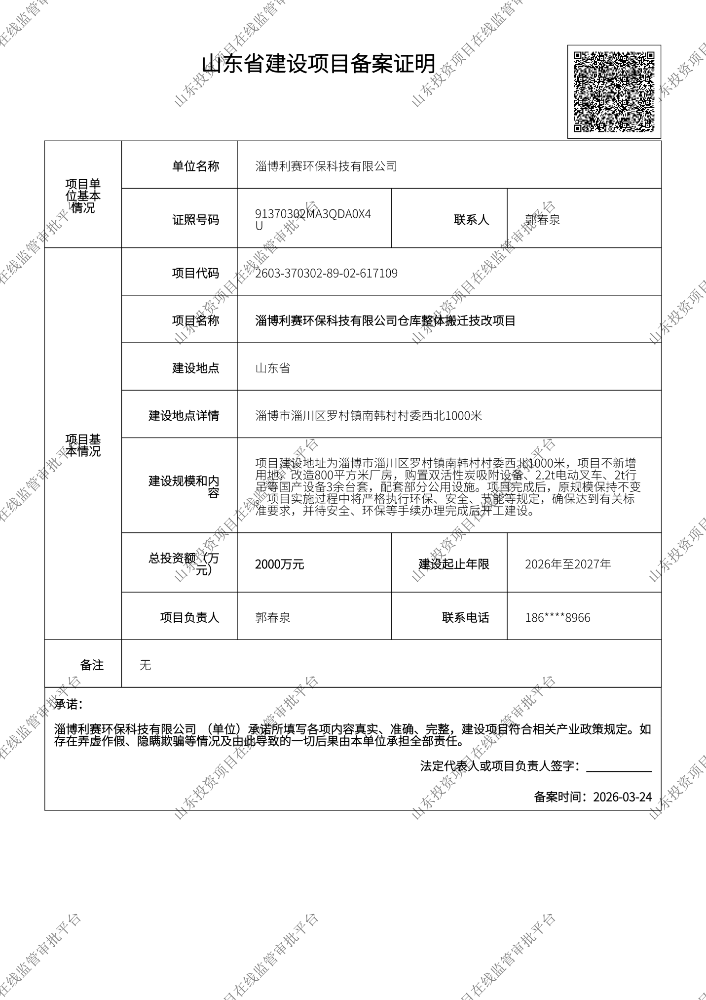 山东省建设项目备案证明
项目单
位基本
情况
单位名称
淄博利赛环保科技有限公司
证照号码
91370302MA3QDA0X4
U
联系人
郭春泉
项目基
本情况
项目代码
2603-370302-89-02-617109
项目名称
淄博利赛环保科技有限公司仓库整体搬迁技改项目
建设地点
山东省
建设地点详情
淄博市淄川区罗村镇南韩村村委西北1000米
建设规模和内
容
项目建设地址为淄博市淄川区罗村镇南韩村村委西北1000米，项目不新增
用地，改造800平方米厂房，购置双活性炭吸附设备、2.2t电动叉车、2t行
吊等国产设备3余台套，配套部分公用设施。项目完成后，原规模保持不变
。项目实施过程中将严格执行环保、安全、节能等规定，确保达到有关标
准要求，并待安全、环保等手续办理完成后开工建设。
总投资额（万
元）
2000万元
建设起止年限
2026年至2027年
项目负责人
郭春泉
联系电话
186****8966
备注
无
承诺：
淄博利赛环保科技有限公司 （单位）承诺所填写各项内容真实、准确、完整，建设项目符合相关产业政策规定。如
存在弄虚作假、隐瞒欺骗等情况及由此导致的一切后果由本单位承担全部责任。
法定代表人或项目负责人签字：
备案时间：2026-03-24
山东投资项目在线监管审批平台